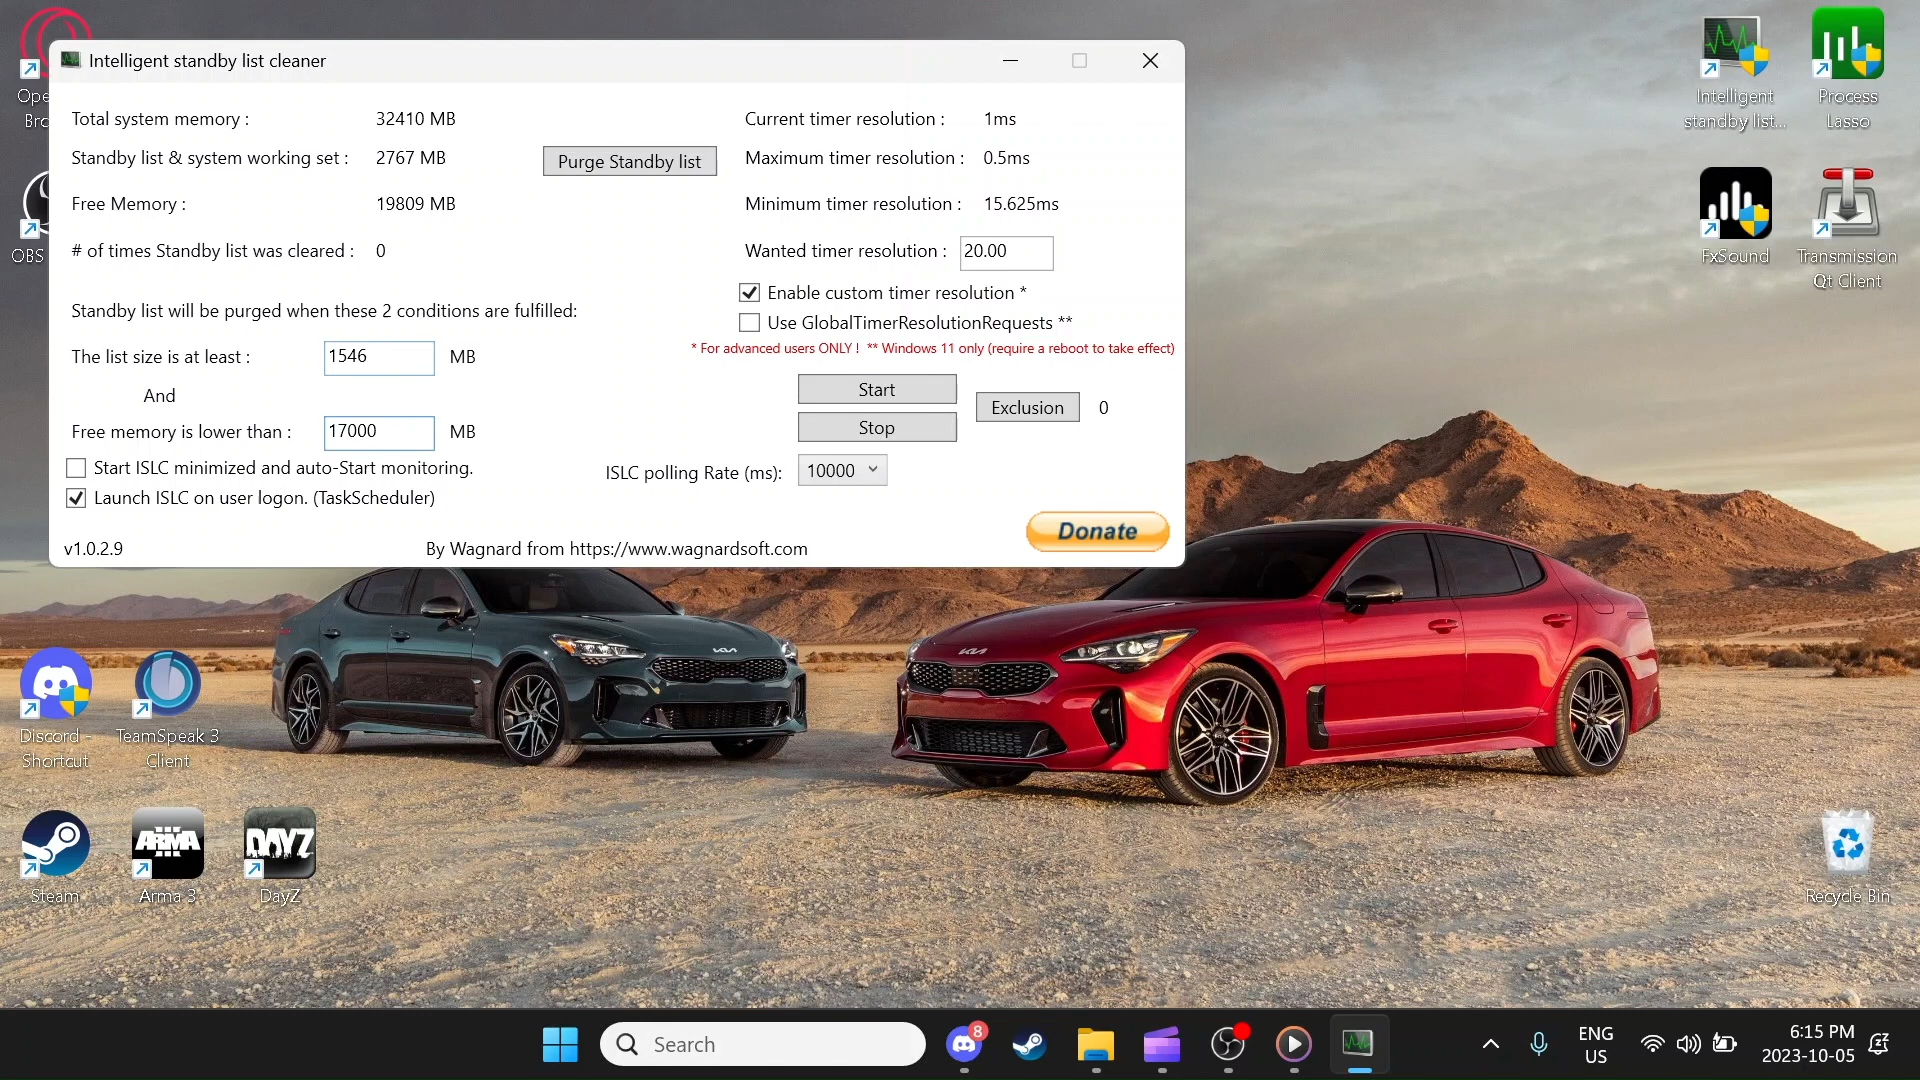 Intelligent standby list cleaner
Total system memory : 32410 MB
Standby list & system working set : 2767 MB
Purge Standby list
Free Memory : 19809 MB
# of times Standby list was cleared : 0
Standby list will be purged when these 2 conditions are fulfilled:
The list size is at least : 1546 MB
And
Free memory is lower than : 17000 MB
Start ISLC minimized and auto-Start monitoring.
Launch ISLC on user logon. (TaskScheduler)
v1.0.2.9
By Wagnard from https://www.wagnardsoft.com
Current timer resolution : 1ms
Maximum timer resolution : 0.5ms
Minimum timer resolution : 15.625ms
Wanted timer resolution : 20.00
Enable custom timer resolution *
Use GlobalTimerResolutionRequests **
* For advanced users ONLY ! ** Windows 11 only (require a reboot to take effect)
Start
Stop
Exclusion 0
ISLC polling Rate (ms): 10000
Donate
Ope
Brc
OBS
Intelligent
standby list...
Process
Lasso
FxSound
Transmission
Qt Client
KIA
KIA
Discord -
Shortcut
TeamSpeak 3
Client
Steam
ARMA
III
Arma 3
DAYZ
DayZ
Recycle Bin
Search
8
ENG
US
6:15 PM
2023-10-05